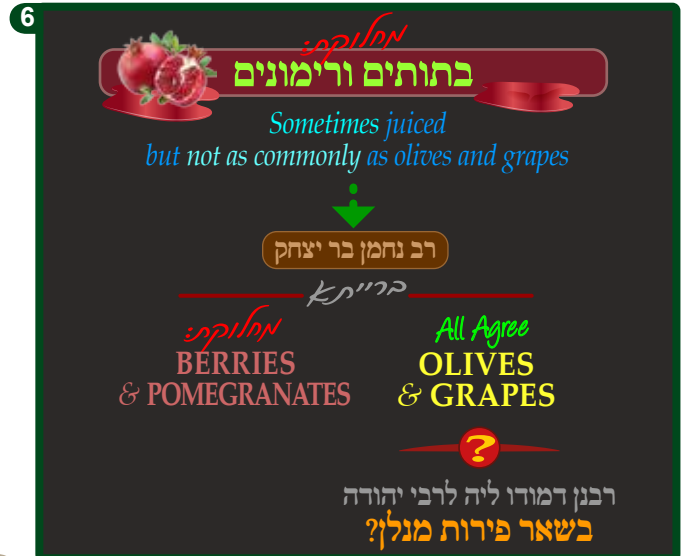 6
מחלוקת:
בתותים ורימונים
Sometimes juiced
but not as commonly as olives and grapes
רב נחמן בר יצחק
ברייתא
מחלוקת:
BERRIES
& POMEGRANATES
All Agree
OLIVES
& GRAPES
?
רבנן דמודו ליה לרבי יהודה
בשאר פירות מנלן?